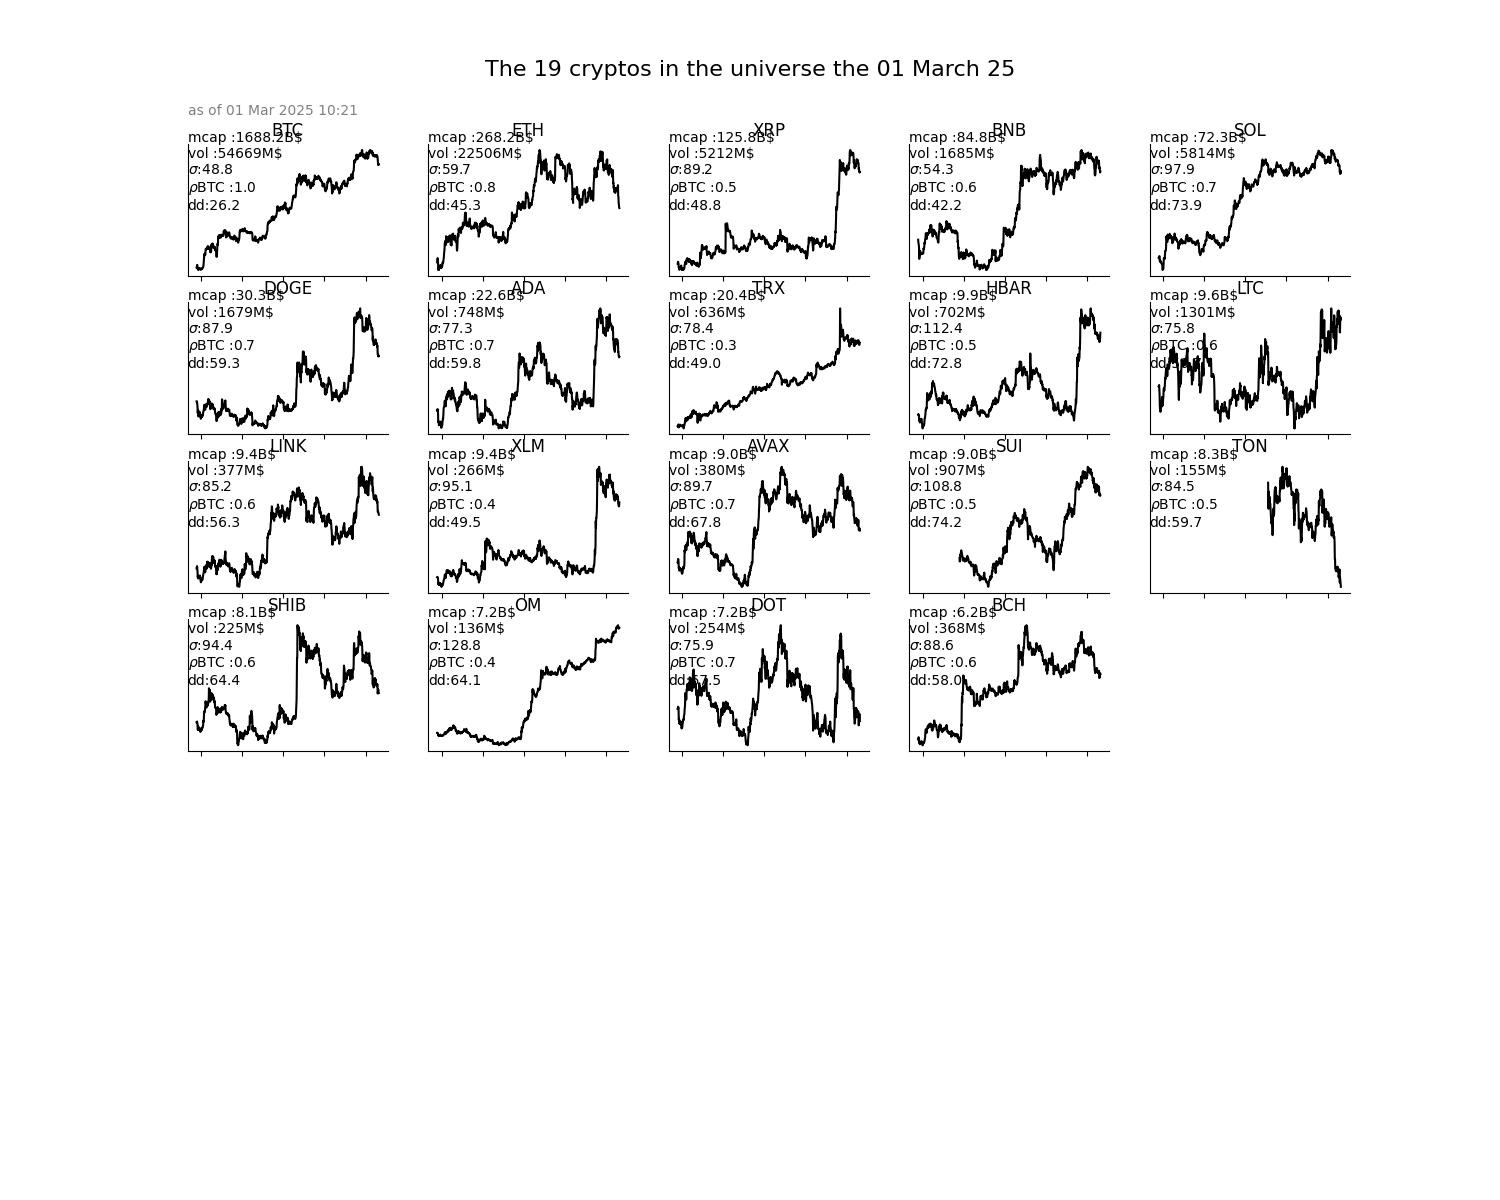 The 19 cryptos in the universe the 01 March 25
as of 01 Mar 2025 10:21
BTC
mcap :1688.2B$
vol :54669M$
σ:48.8
ρBTC :1.0
dd:26.2
ETH
mcap :268.2B$
vol :22506M$
σ:59.7
ρBTC :0.8
dd:45.3
XRP
mcap :125.8B$
vol :5212M$
σ:89.2
ρBTC :0.5
dd:48.8
BNB
mcap :84.8B$
vol :1685M$
σ:54.3
ρBTC :0.6
dd:42.2
SOL
mcap :72.3B$
vol :5814M$
σ:97.9
ρBTC :0.7
dd:73.9
DOGE
mcap :30.3B$
vol :1679M$
σ:87.9
ρBTC :0.7
dd:59.3
ADA
mcap :22.6B$
vol :748M$
σ:77.3
ρBTC :0.7
dd:59.8
TRX
mcap :20.4B$
vol :636M$
σ:78.4
ρBTC :0.3
dd:49.0
HBAR
mcap :9.9B$
vol :702M$
σ:112.4
ρBTC :0.5
dd:72.8
LTC
mcap :9.6B$
vol :1301M$
σ:75.8
ρBTC :0.6
LINK
mcap :9.4B$
vol :377M$
σ:85.2
ρBTC :0.6
dd:56.3
XLM
mcap :9.4B$
vol :266M$
σ:95.1
ρBTC :0.4
dd:49.5
AVAX
mcap :9.0B$
vol :380M$
σ:89.7
ρBTC :0.7
dd:67.8
SUI
mcap :9.0B$
vol :907M$
σ:108.8
ρBTC :0.5
dd:74.2
TON
mcap :8.3B$
vol :155M$
σ:84.5
ρBTC :0.5
dd:59.7
SHIB
mcap :8.1B$
vol :225M$
σ:94.4
ρBTC :0.6
dd:64.4
OM
mcap :7.2B$
vol :136M$
σ:128.8
ρBTC :0.4
dd:64.1
DOT
mcap :7.2B$
vol :254M$
σ:75.9
ρBTC :0.7
dd:57.5
BCH
mcap :6.2B$
vol :368M$
σ:88.6
ρBTC :0.6
dd:58.0